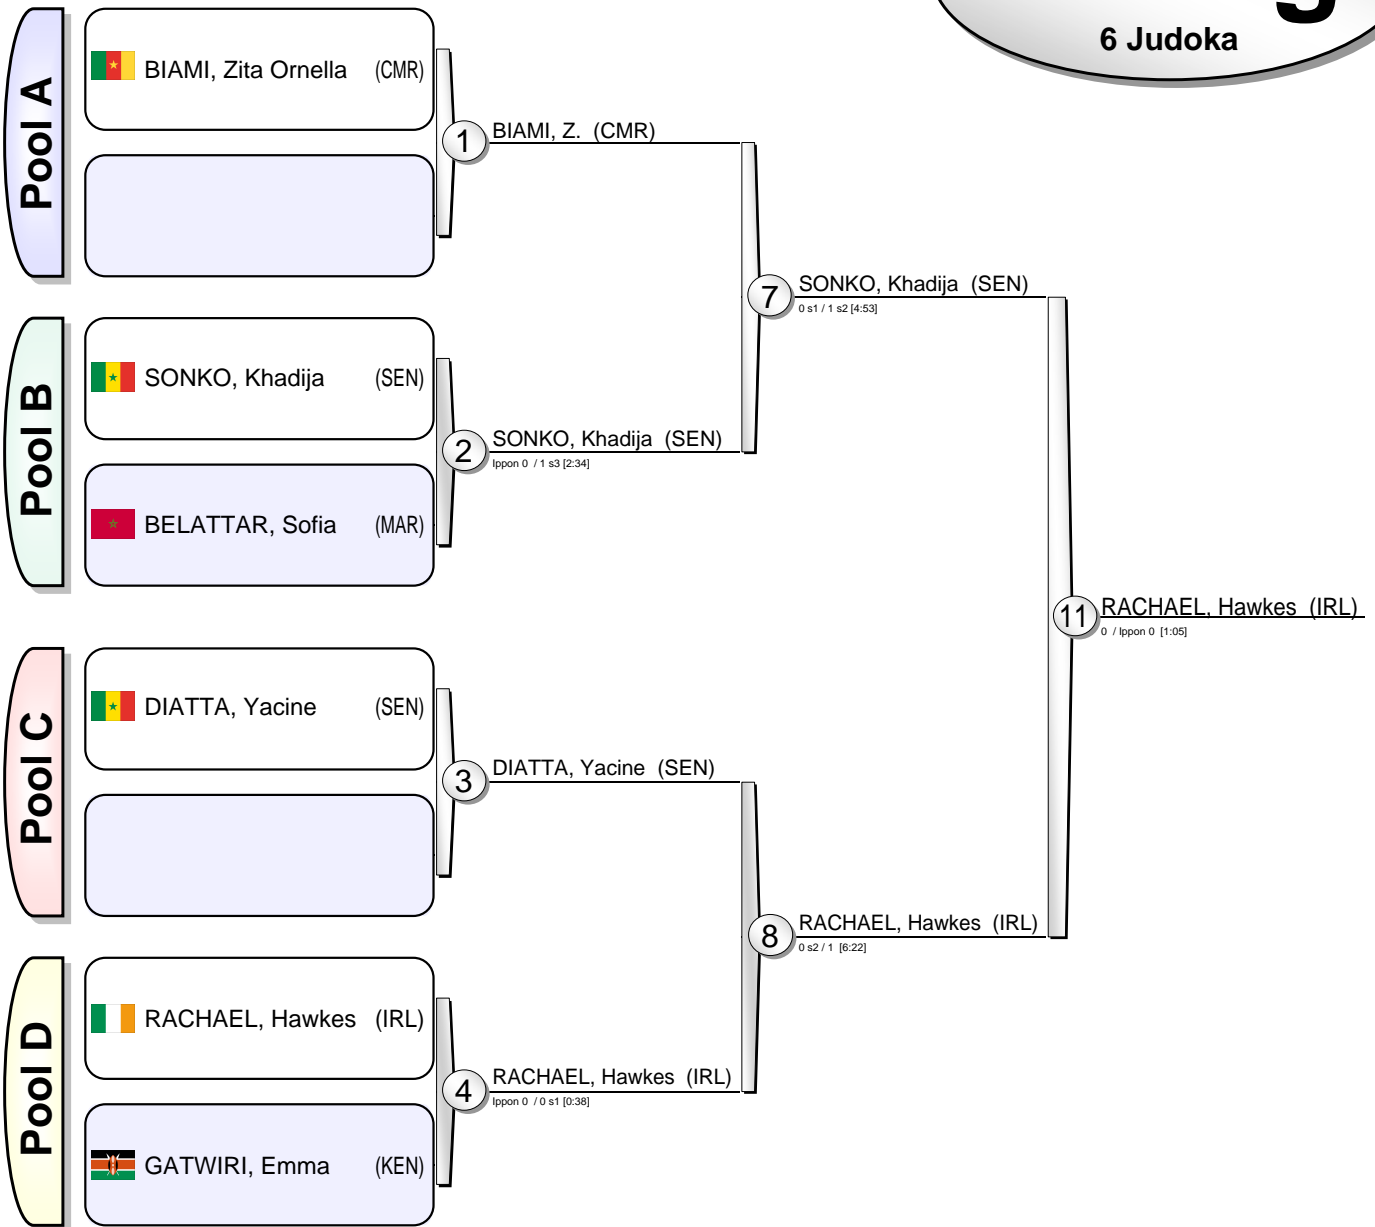 6 Judoka
Pool A
BIAMI, Zita Ornella (CMR)
1
BIAMI, Z. (CMR)
7
SONKO, Khadija (SEN)
0 s1 / 1 s2 [4:53]
Pool B
SONKO, Khadija (SEN)
2
SONKO, Khadija (SEN)
Ippon 0 / 1 s3 [2:34]
BELATTAR, Sofia (MAR)
11
RACHAEL, Hawkes (IRL)
0 / Ippon 0 [1:05]
Pool C
DIATTA, Yacine (SEN)
3
DIATTA, Yacine (SEN)
8
RACHAEL, Hawkes (IRL)
0 s2 / 1 [6:22]
Pool D
RACHAEL, Hawkes (IRL)
4
RACHAEL, Hawkes (IRL)
Ippon 0 / 0 s1 [0:38]
GATWIRI, Emma (KEN)